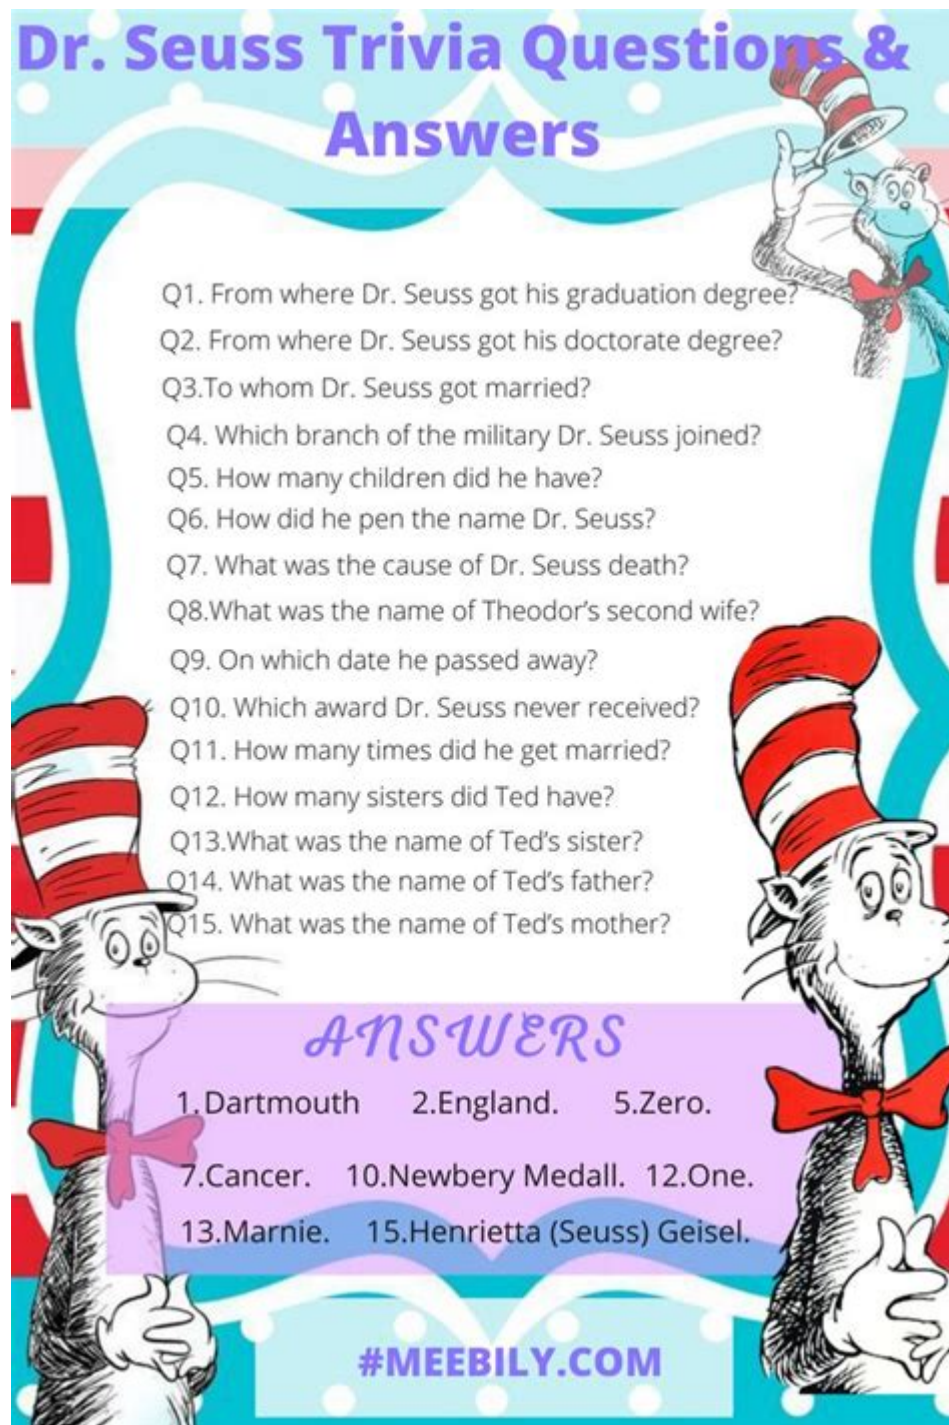 Dr. Seuss Trivia Questions &
Answers
Q1. From where Dr. Seuss got his graduation degree?
Q2. From where Dr. Seuss got his doctorate degree?
Q3.To whom Dr. Seuss got married?
Q4. Which branch of the military Dr. Seuss joined?
Q5. How many children did he have?
Q6. How did he pen the name Dr. Seuss?
Q7. What was the cause of Dr. Seuss death?
Q8.What was the name of Theodor's second wife?
Q9. On which date he passed away?
Q10. Which award Dr. Seuss never received?
Q11. How many times did he get married?
Q12. How many sisters did Ted have?
Q13.What was the name of Ted's sister?
Q14. What was the name of Ted's father?
Q15. What was the name of Ted's mother?
ANSWERS
1.Dartmouth 2.England. 5.Zero.
7.Cancer. 10.Newbery Medall. 12.One.
13.Marnie. 15.Henrietta (Seuss) Geisel.
#MEEBILY.COM